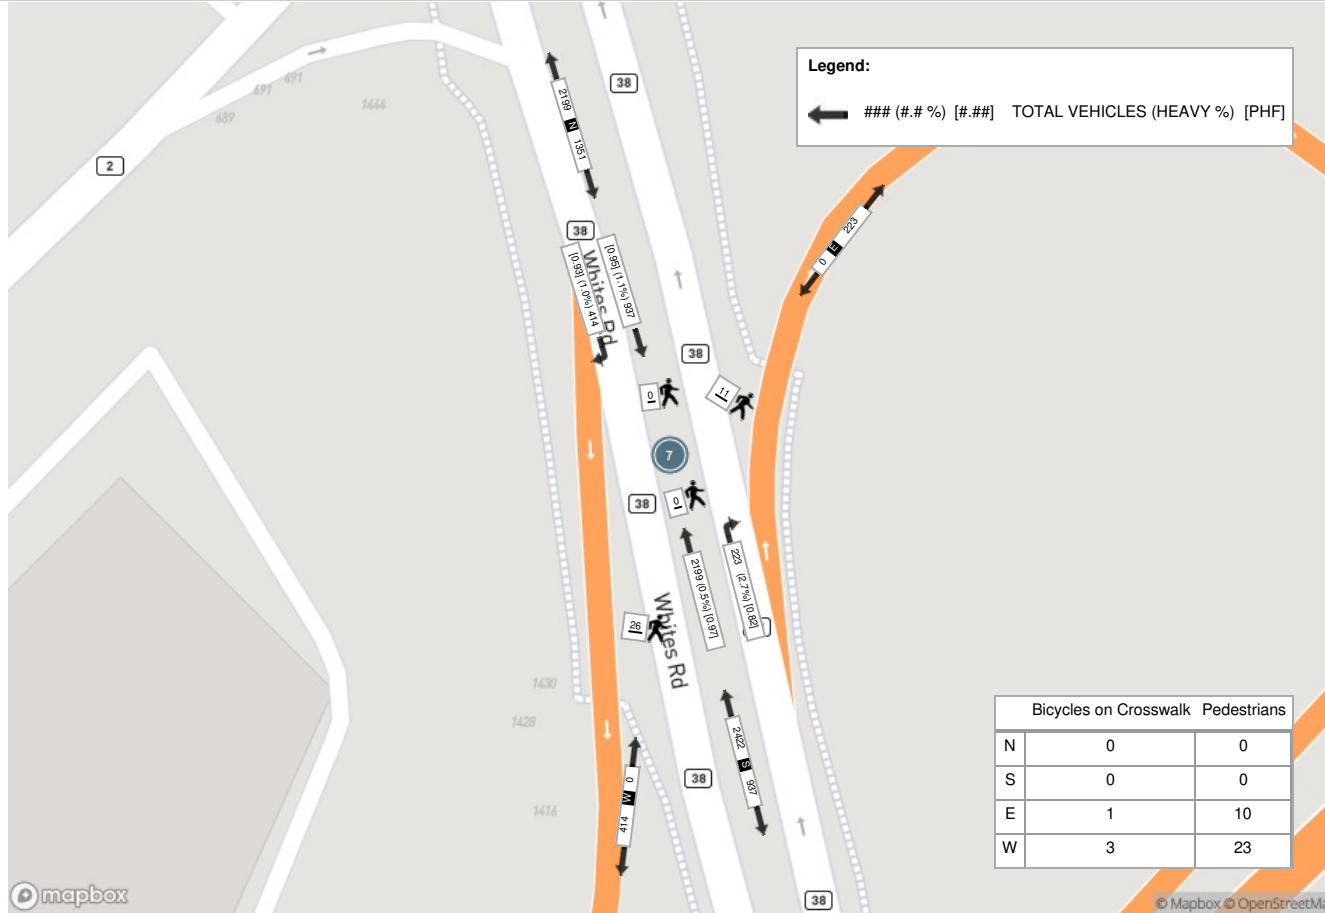 Legend:
### (#.# %) [#.##] TOTAL VEHICLES (HEAVY %) [PHF]
38
691
691
1444
689
2
2199 N 1351
38
[0.93] (1.0%) 414
[0.95] (1.1%) 937
Whites Rd
0 E 223
38
0
11
7
38
0
2199 (0.5%) [0.97]
223 (2.7%) [0.82]
26
Whites Rd
1430
1428
2422 S 937
38
414 W 0
1416
38
Bicycles on Crosswalk Pedestrians
N 0 0
S 0 0
E 1 10
W 3 23
mapbox
© Mapbox © OpenStreetMa